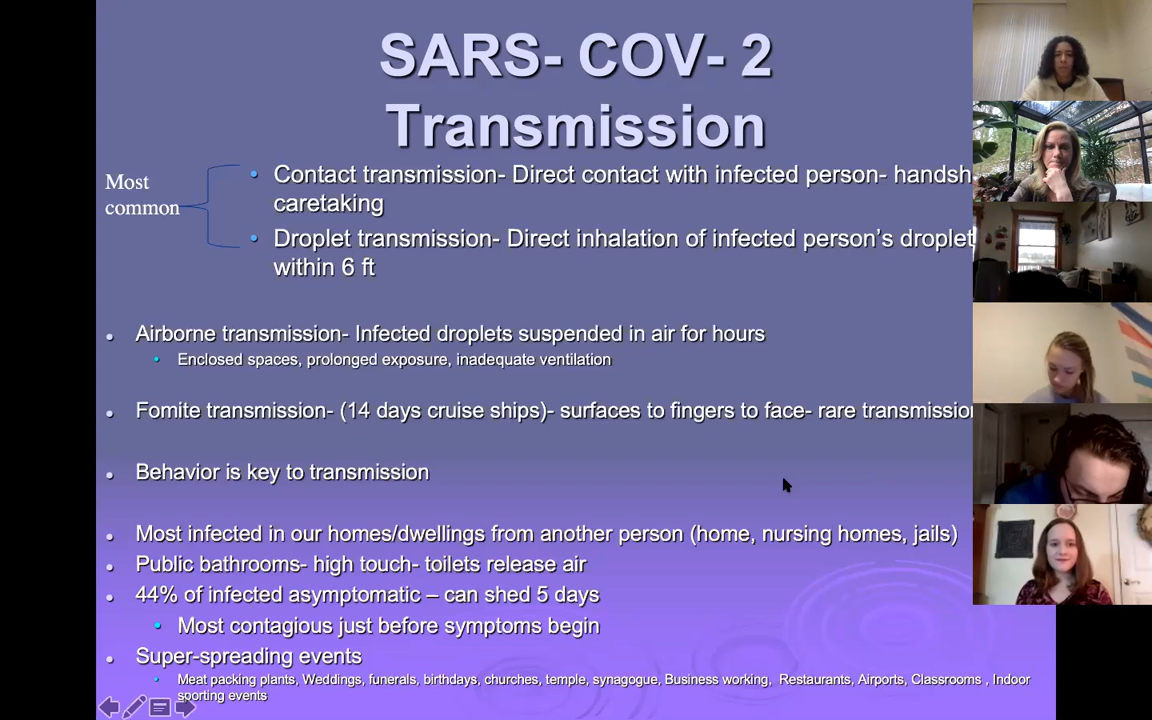 SARS- COV- 2
Transmission
Most
common
• Contact transmission- Direct contact with infected person-
caretaking
• Droplet transmission- Direct inhalation of infected person’s
within 6 ft
• Airborne transmission- Infected droplets suspended in air for hours
• Enclosed spaces, prolonged exposure, inadequate ventilation
• Fomite transmission- (14 days cruise ships)- surfaces to fingers to face- rare
• Behavior is key to transmission
• Most infected in our homes/dwellings from another person (home, nursing homes, jails)
• Public bathrooms- high touch- toilets release air
• 44% of infected asymptomatic – can shed 5 days
• Most contagious just before symptoms begin
• Super-spreading events
• Meat packing plants, Weddings, funerals, birthdays, churches, temple, synagogue, Business working, Restaurants, Airports, Classrooms , Indoor
sporting events